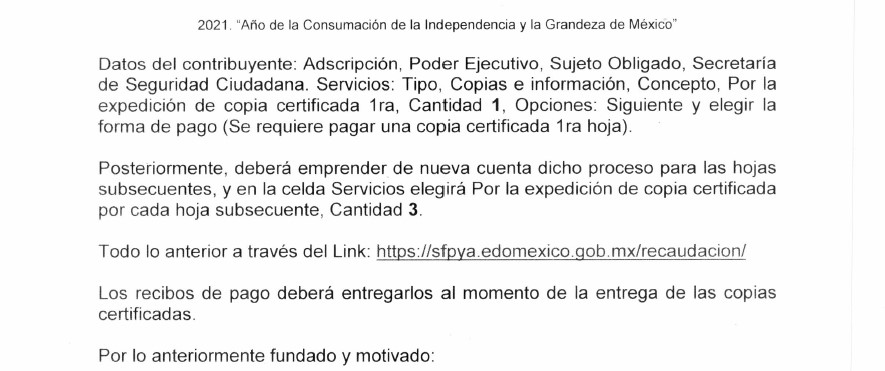 2021. "Año de la Consumación de la Independencia y la Grandeza de México"
Datos del contribuyente: Adscripción, Poder Ejecutivo, Sujeto Obligado, Secretaría
de Seguridad Ciudadana. Servicios: Tipo, Copias e información, Concepto, Por la
expedición de copia certificada 1ra, Cantidad 1, Opciones: Siguiente y elegir la
forma de pago (Se requiere pagar una copia certificada 1ra hoja).
Posteriormente, deberá emprender de nueva cuenta dicho proceso para las hojas
subsecuentes, y en la celda Servicios elegirá Por la expedición de copia certificada
por cada hoja subsecuente, Cantidad 3.
Todo lo anterior a través del Link: https://sfpya.edomexico.gob.mx/recaudacion/
Los recibos de pago deberá entregarlos al momento de la entrega de las copias
certificadas.
Por lo anteriormente fundado y motivado: